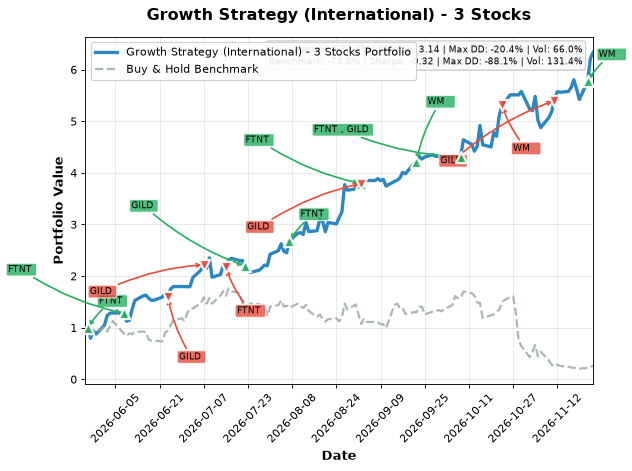 Growth Strategy (International) - 3 Stocks
Growth Strategy (International) - 3 Stocks Portfolio
Buy & Hold Benchmark
3.14 | Max DD: -20.4% | Vol: 66.0%
Benchmark: -73.8% | Sharpe: -0.32 | Max DD: -88.1% | Vol: 131.4%
WM
WM
FTNT, GILD
FTNT
GILD
WM
GILD
FTNT
GILD
FTNT
FTNT
GILD
FTNT
FTNT
GILD
Portfolio Value
6
5
4
3
2
1
0
2026-06-05
2026-06-21
2026-07-07
2026-07-23
2026-08-08
2026-08-24
2026-09-09
2026-09-25
2026-10-11
2026-10-27
2026-11-12
Date